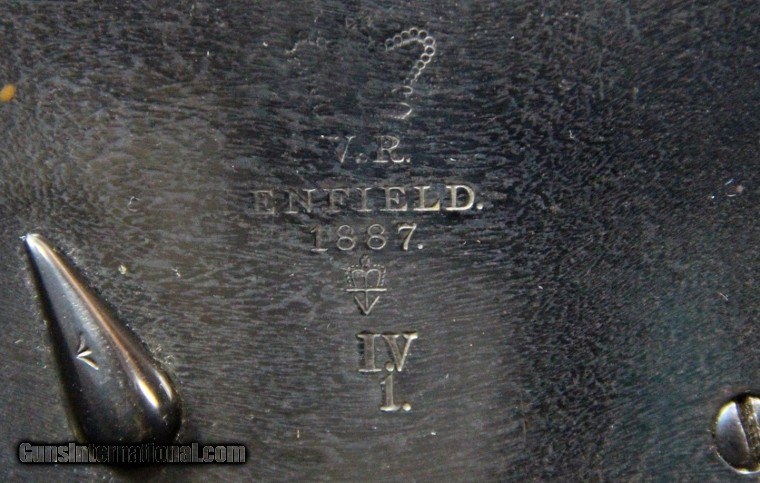 V.R.
ENFIELD.
1887.
IV
1.
GunsInternational.com